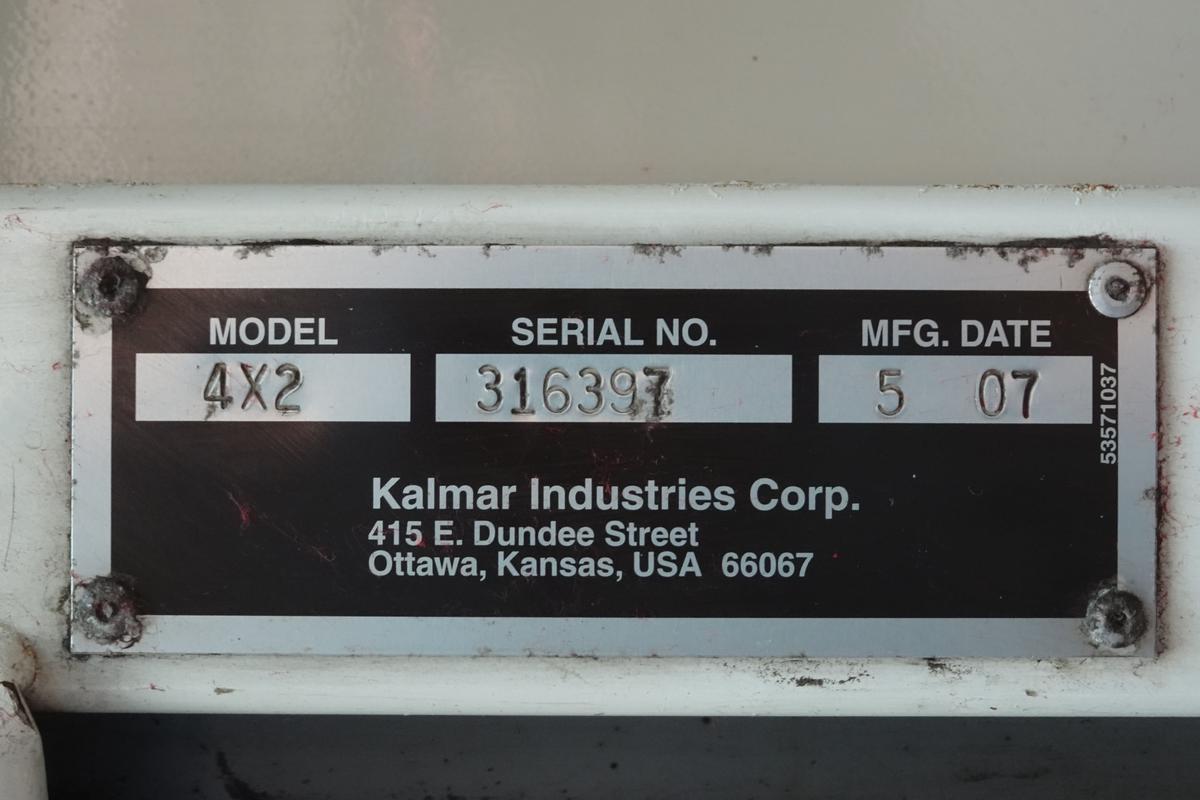 MODEL SERIAL NO. MFG. DATE
4X2 316397 5 07
53571037
Kalmar Industries Corp.
415 E. Dundee Street
Ottawa, Kansas, USA 66067